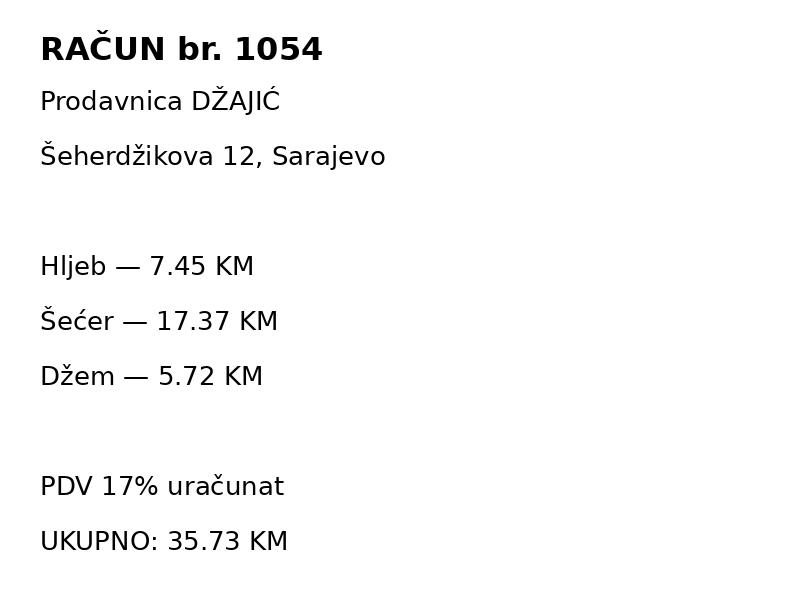 RAČUN br. 1054
Prodavnica DŽAJIĆ
Šeherdžikova 12, Sarajevo
Hljeb — 7.45 KM
Šećer — 17.37 KM
Džem — 5.72 KM
PDV 17% uračunat
UKUPNO: 35.73 KM